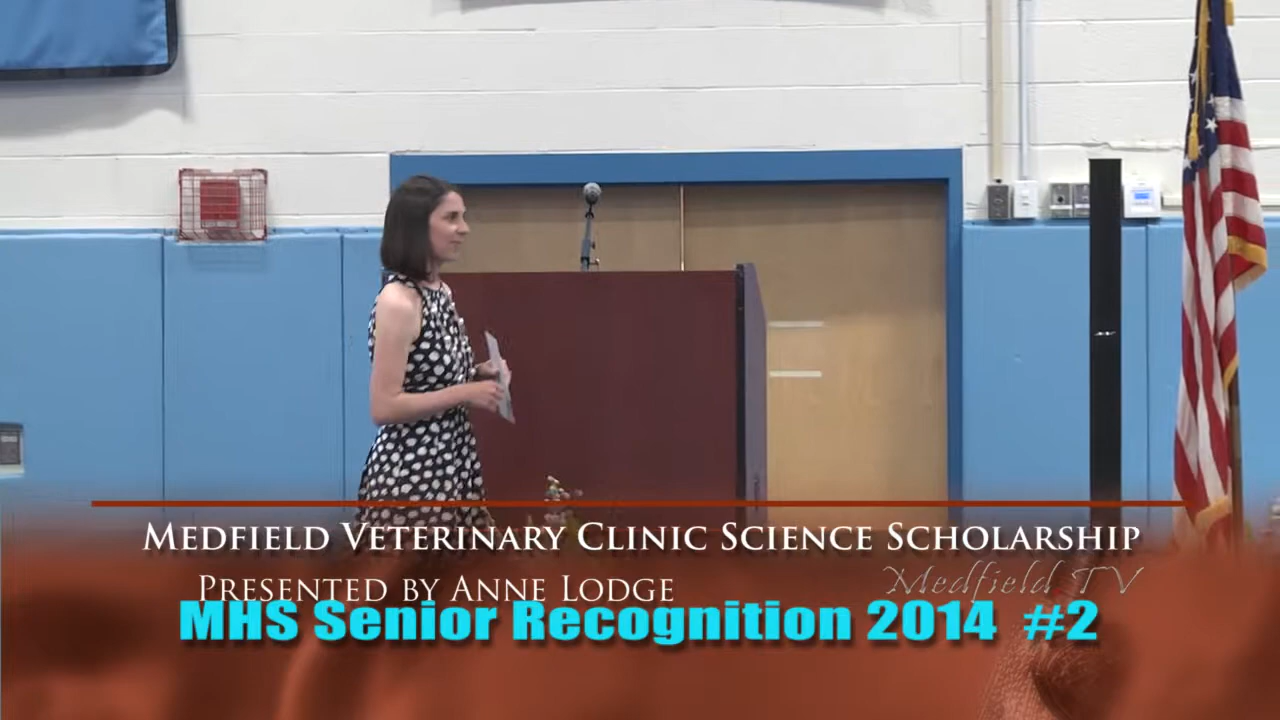 Medfield Veterinary Clinic Science Scholarship
Presented by Anne Lodge
Medfield TV
MHS Senior Recognition 2014 #2